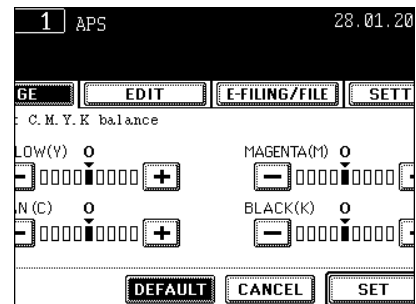 1 APS 28.01.20
GE EDIT E-FILING/FILE SETT
: C.M.Y.K balance
LOW(Y) 0 MAGENTA(M) 0
AN (C) 0 BLACK(K) 0
DEFAULT CANCEL SET